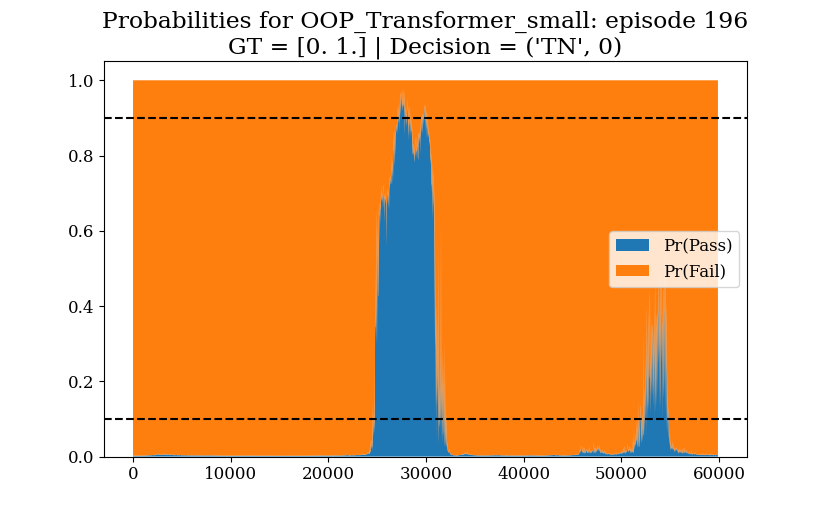 Probabilities for OOP_Transformer_small: episode 196
GT = [0. 1.] | Decision = ('TN', 0)
1.0
0.8
0.6
0.4
0.2
0.0
Pr(Pass)
Pr(Fail)
0 10000 20000 30000 40000 50000 60000